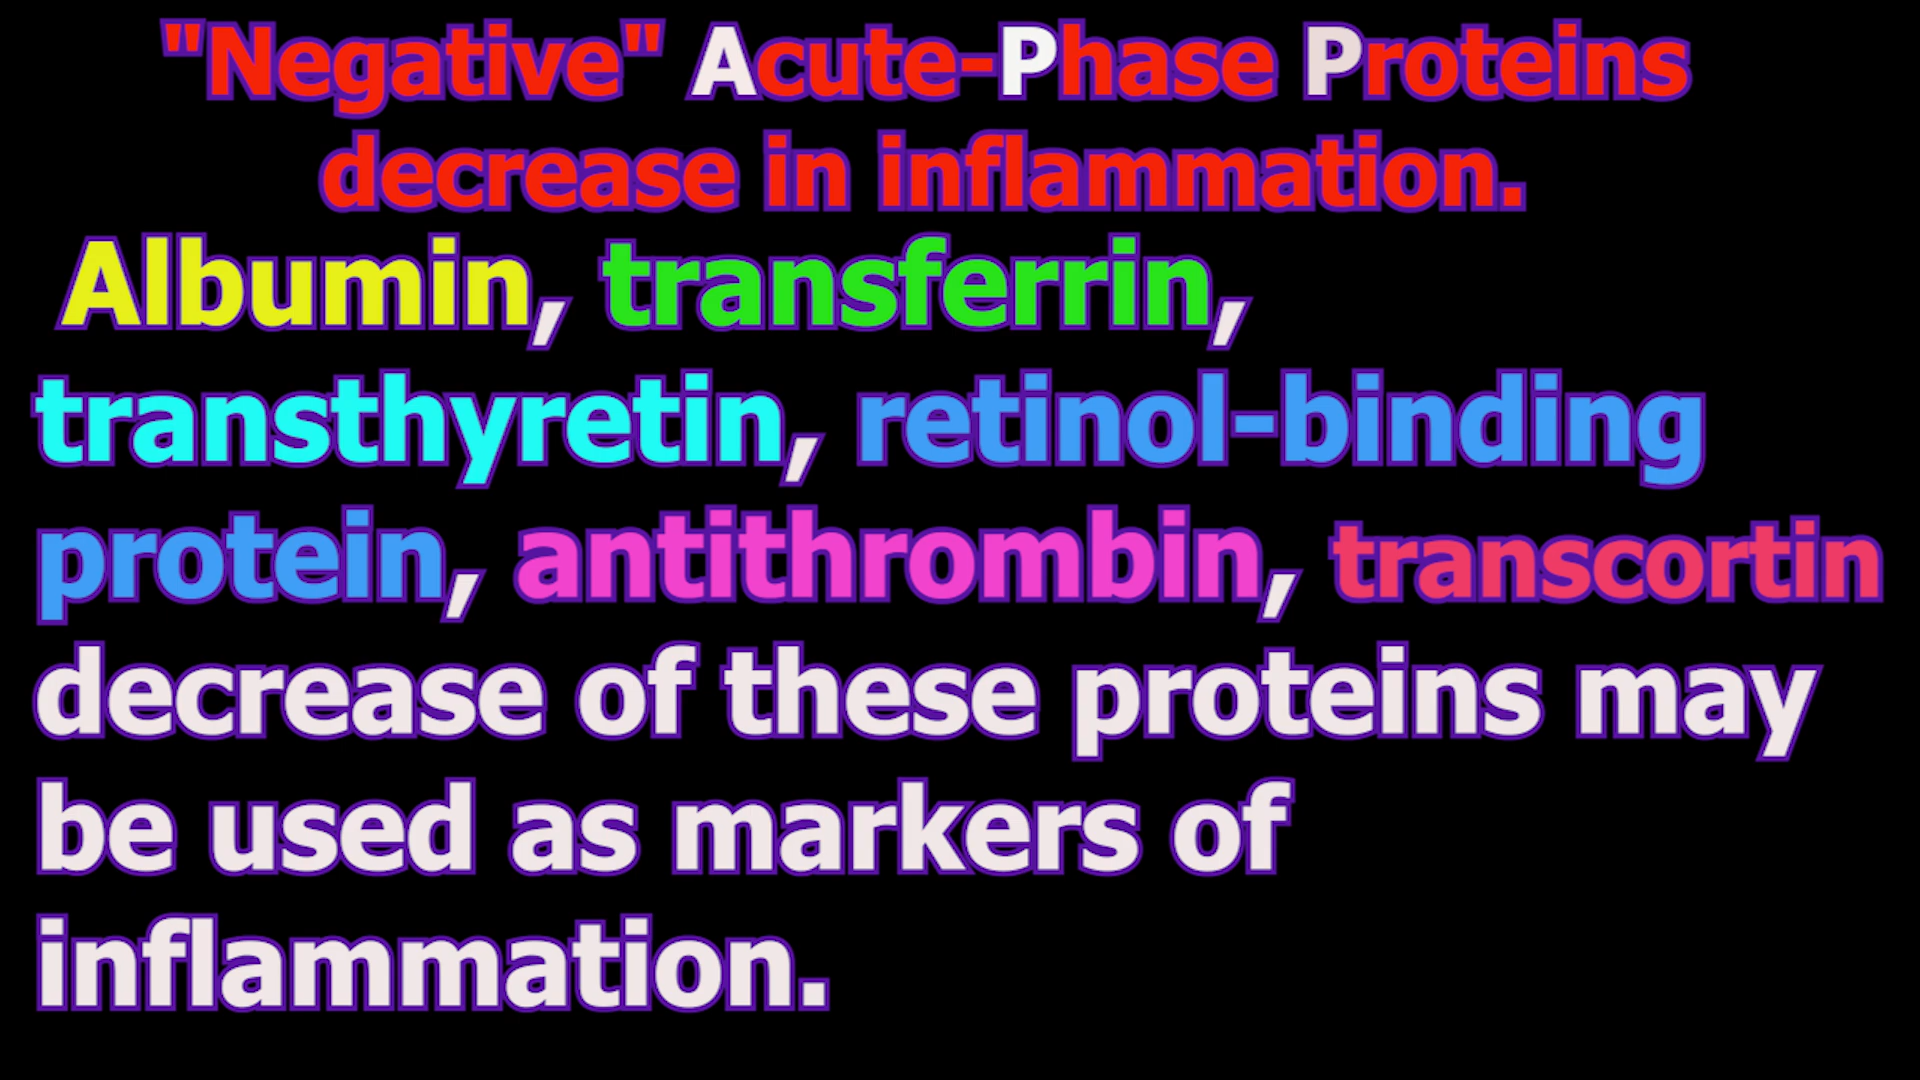 "Negative" Acute-Phase Proteins
decrease in inflammation.
Albumin, transferrin,
transthyretin, retinol-binding
protein, antithrombin, transcortin
decrease of these proteins may
be used as markers of
inflammation.